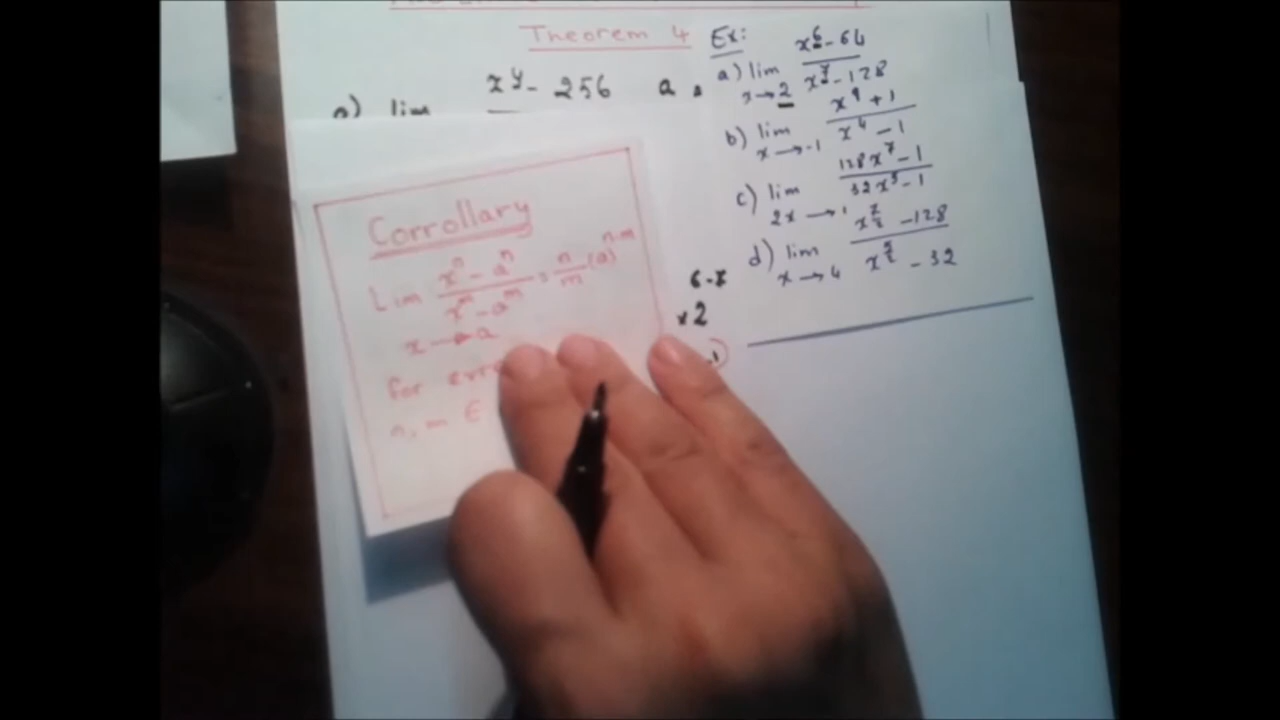 Theorem 4
Ex:
a) lim x⁶ - 64 / x⁷ - 128
x → 2
b) lim x⁹ + 1 / x⁴ - 1
x → -1
c) lim 128x⁷ - 1 / 32x⁵ - 1
2x → 1
d) lim x^(7/2) - 128 / x^(5/2) - 32
x → 4
a) lim x⁴ - 256
Corrollary
Lim xⁿ - aⁿ / xᵐ - aᵐ = n/m (a)ⁿ⁻ᵐ
x → a
for
n, m ∈
6-7
x 2